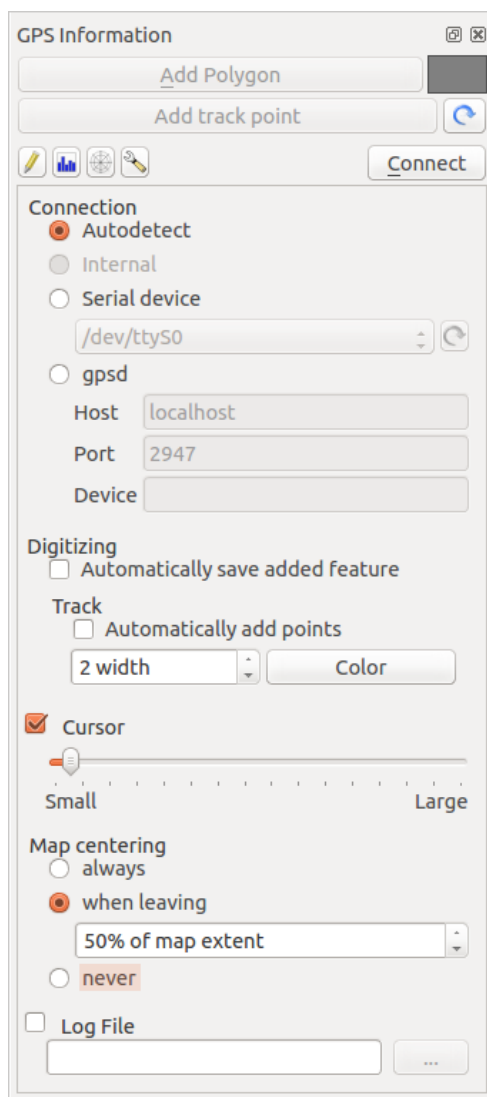 GPS Information
Add Polygon
Add track point
Connect
Connection
Autodetect
Internal
Serial device
/dev/ttyS0
gpsd
Host localhost
Port 2947
Device
Digitizing
Automatically save added feature
Track
Automatically add points
2 width Color
Cursor
Small Large
Map centering
always
when leaving
50% of map extent
never
Log File
...